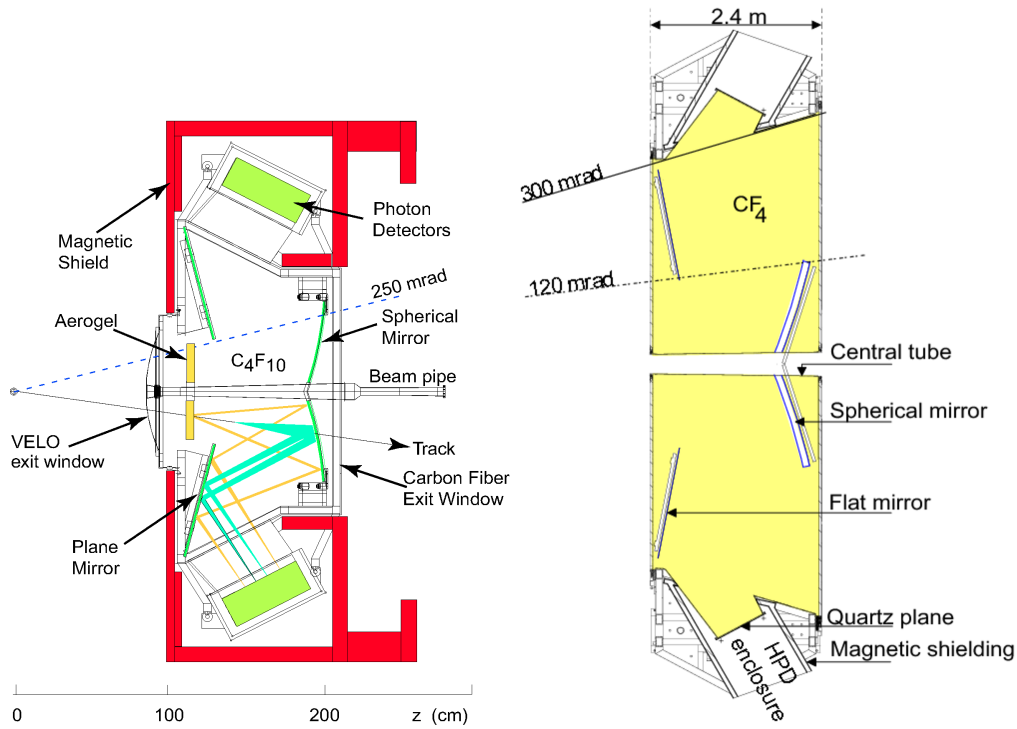 Magnetic
Shield
Photon
Detectors
250 mrad
Aerogel
C4F10
Spherical
Mirror
Beam pipe
VELO
exit window
Track
Carbon Fiber
Exit Window
Plane
Mirror
0
100
200
z (cm)
2.4 m
300 mrad
CF4
120 mrad
Central tube
Spherical mirror
Flat mirror
Quartz plane
Magnetic shielding
HPD
enclosure